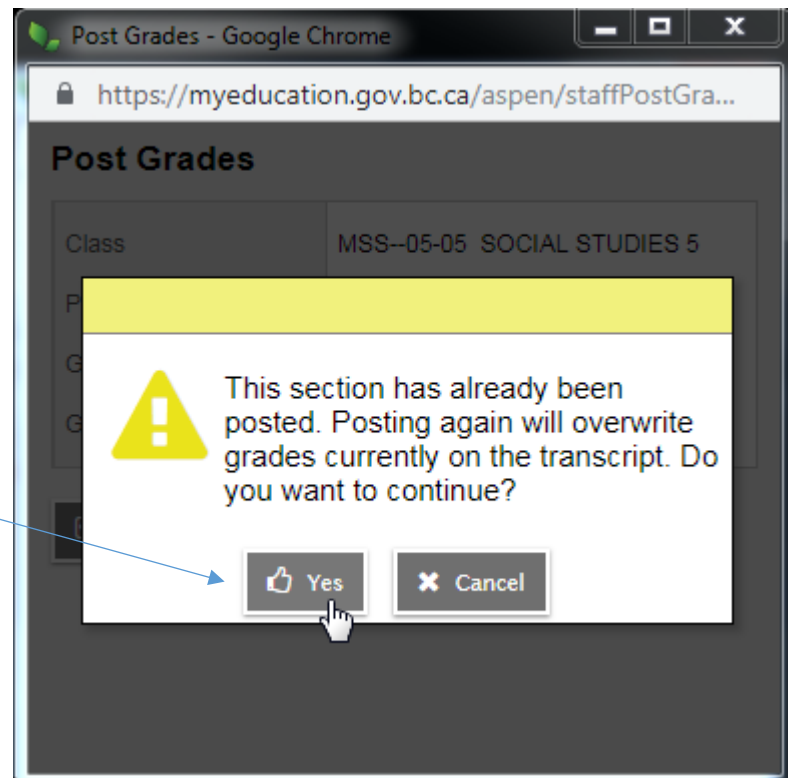 Post Grades - Google Chrome
https://myeducation.gov.bc.ca/aspen/staffPostGra...
Post Grades
Class MSS--05-05 SOCIAL STUDIES 5
P
G
G
This section has already been
posted. Posting again will overwrite
grades currently on the transcript. Do
you want to continue?
Yes Cancel